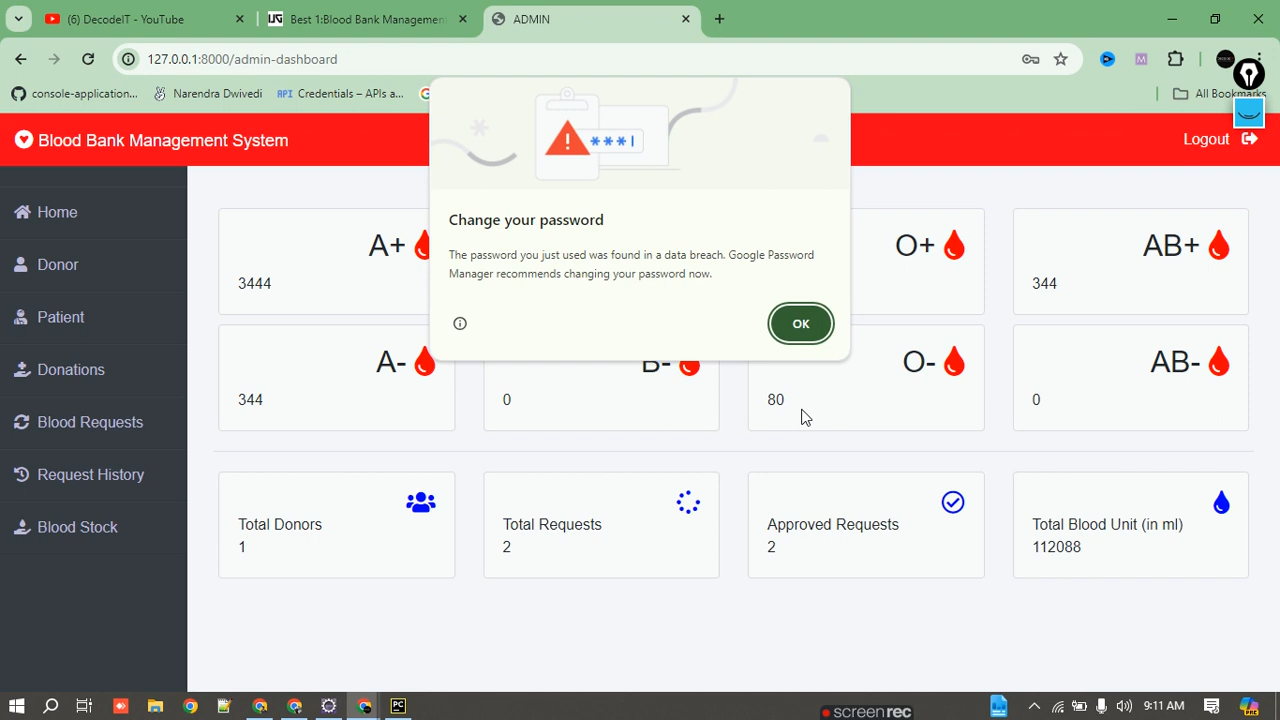 (6) DecodeIT - YouTube
Best 1:Blood Bank Management
ADMIN
127.0.0.1:8000/admin-dashboard
console-application...
Narendra Dwivedi
API Credentials – APIs a...
All Bookmarks
Blood Bank Management System
Logout
Change your password
The password you just used was found in a data breach. Google Password
Manager recommends changing your password now.
OK
Home
Donor
Patient
Donations
Blood Requests
Request History
Blood Stock
A+
3444
O+
AB+
344
A-
344
B-
0
O-
80
AB-
0
Total Donors
1
Total Requests
2
Approved Requests
2
Total Blood Unit (in ml)
112088
screenrec
9:11 AM